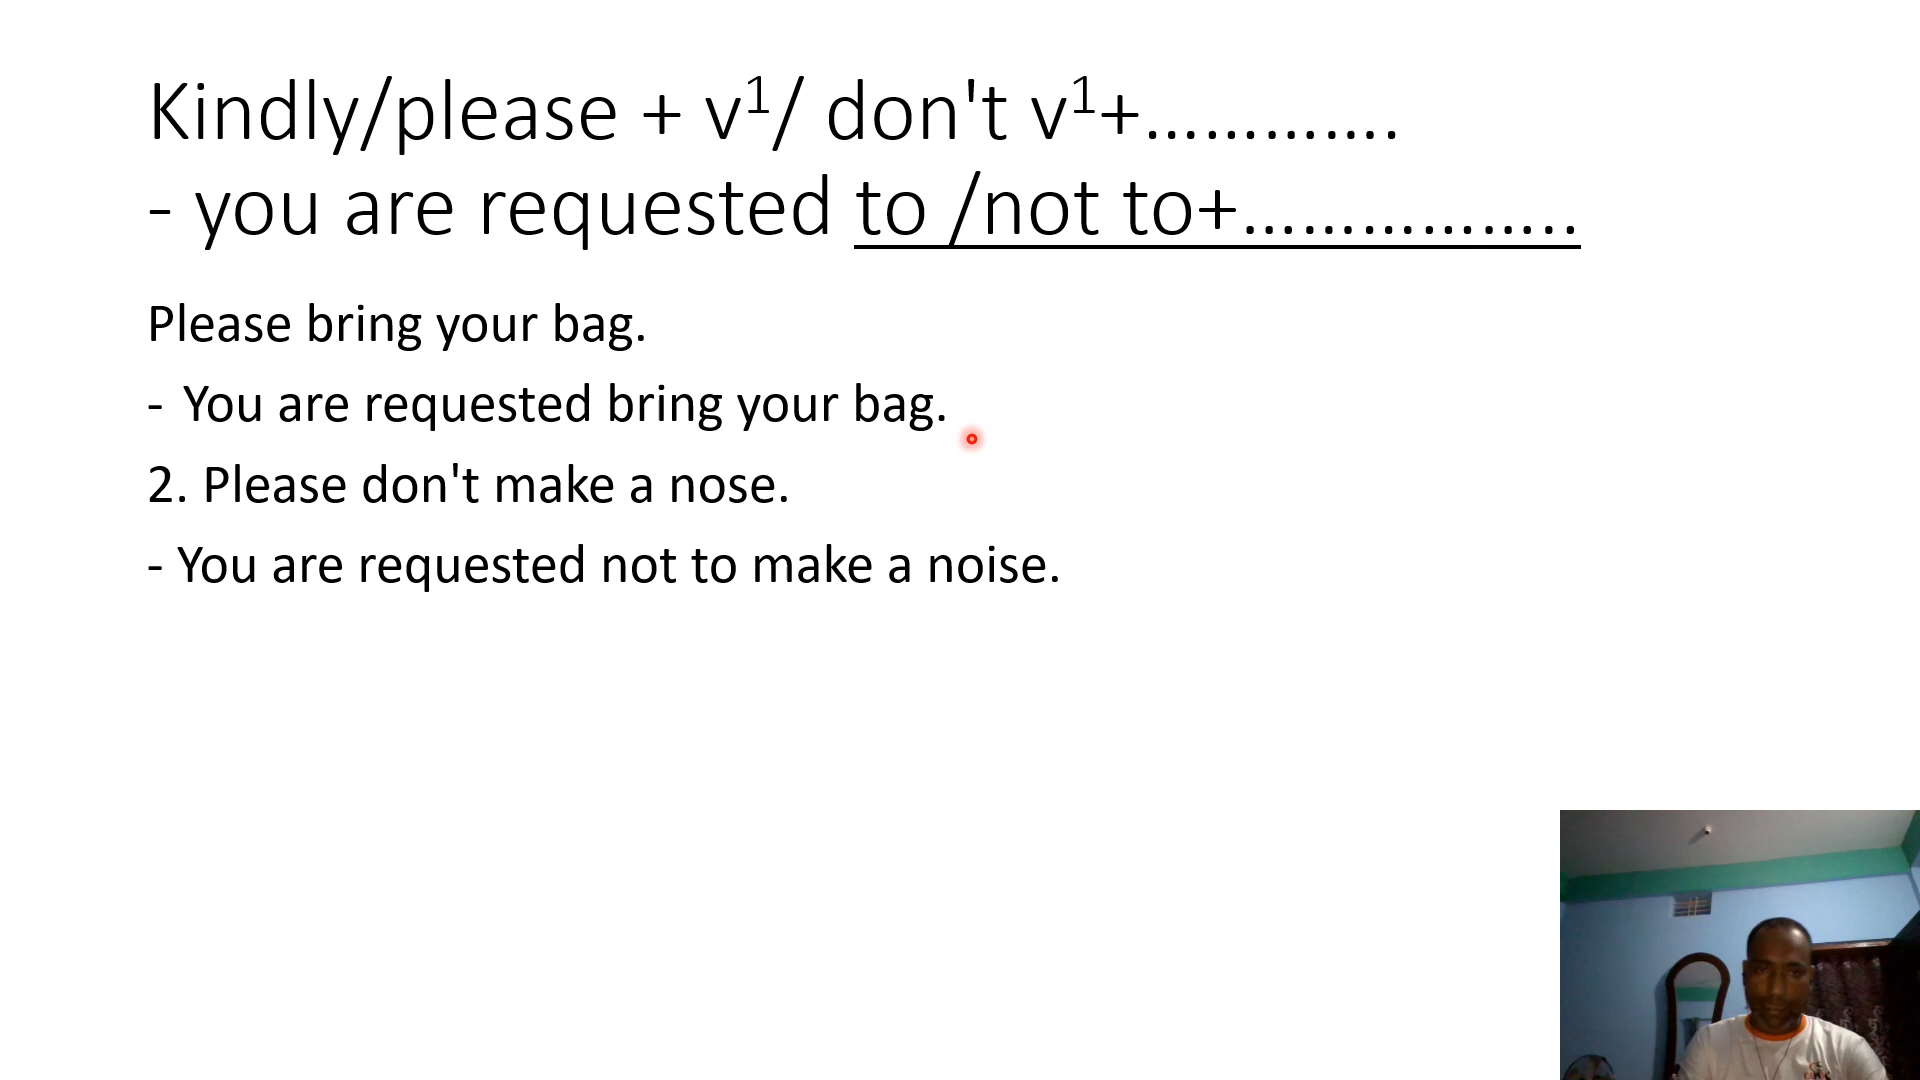 Kindly/please + v¹/ don't v¹+………….
- you are requested to /not to+……………..
Please bring your bag.
- You are requested bring your bag.
2. Please don't make a nose.
- You are requested not to make a noise.